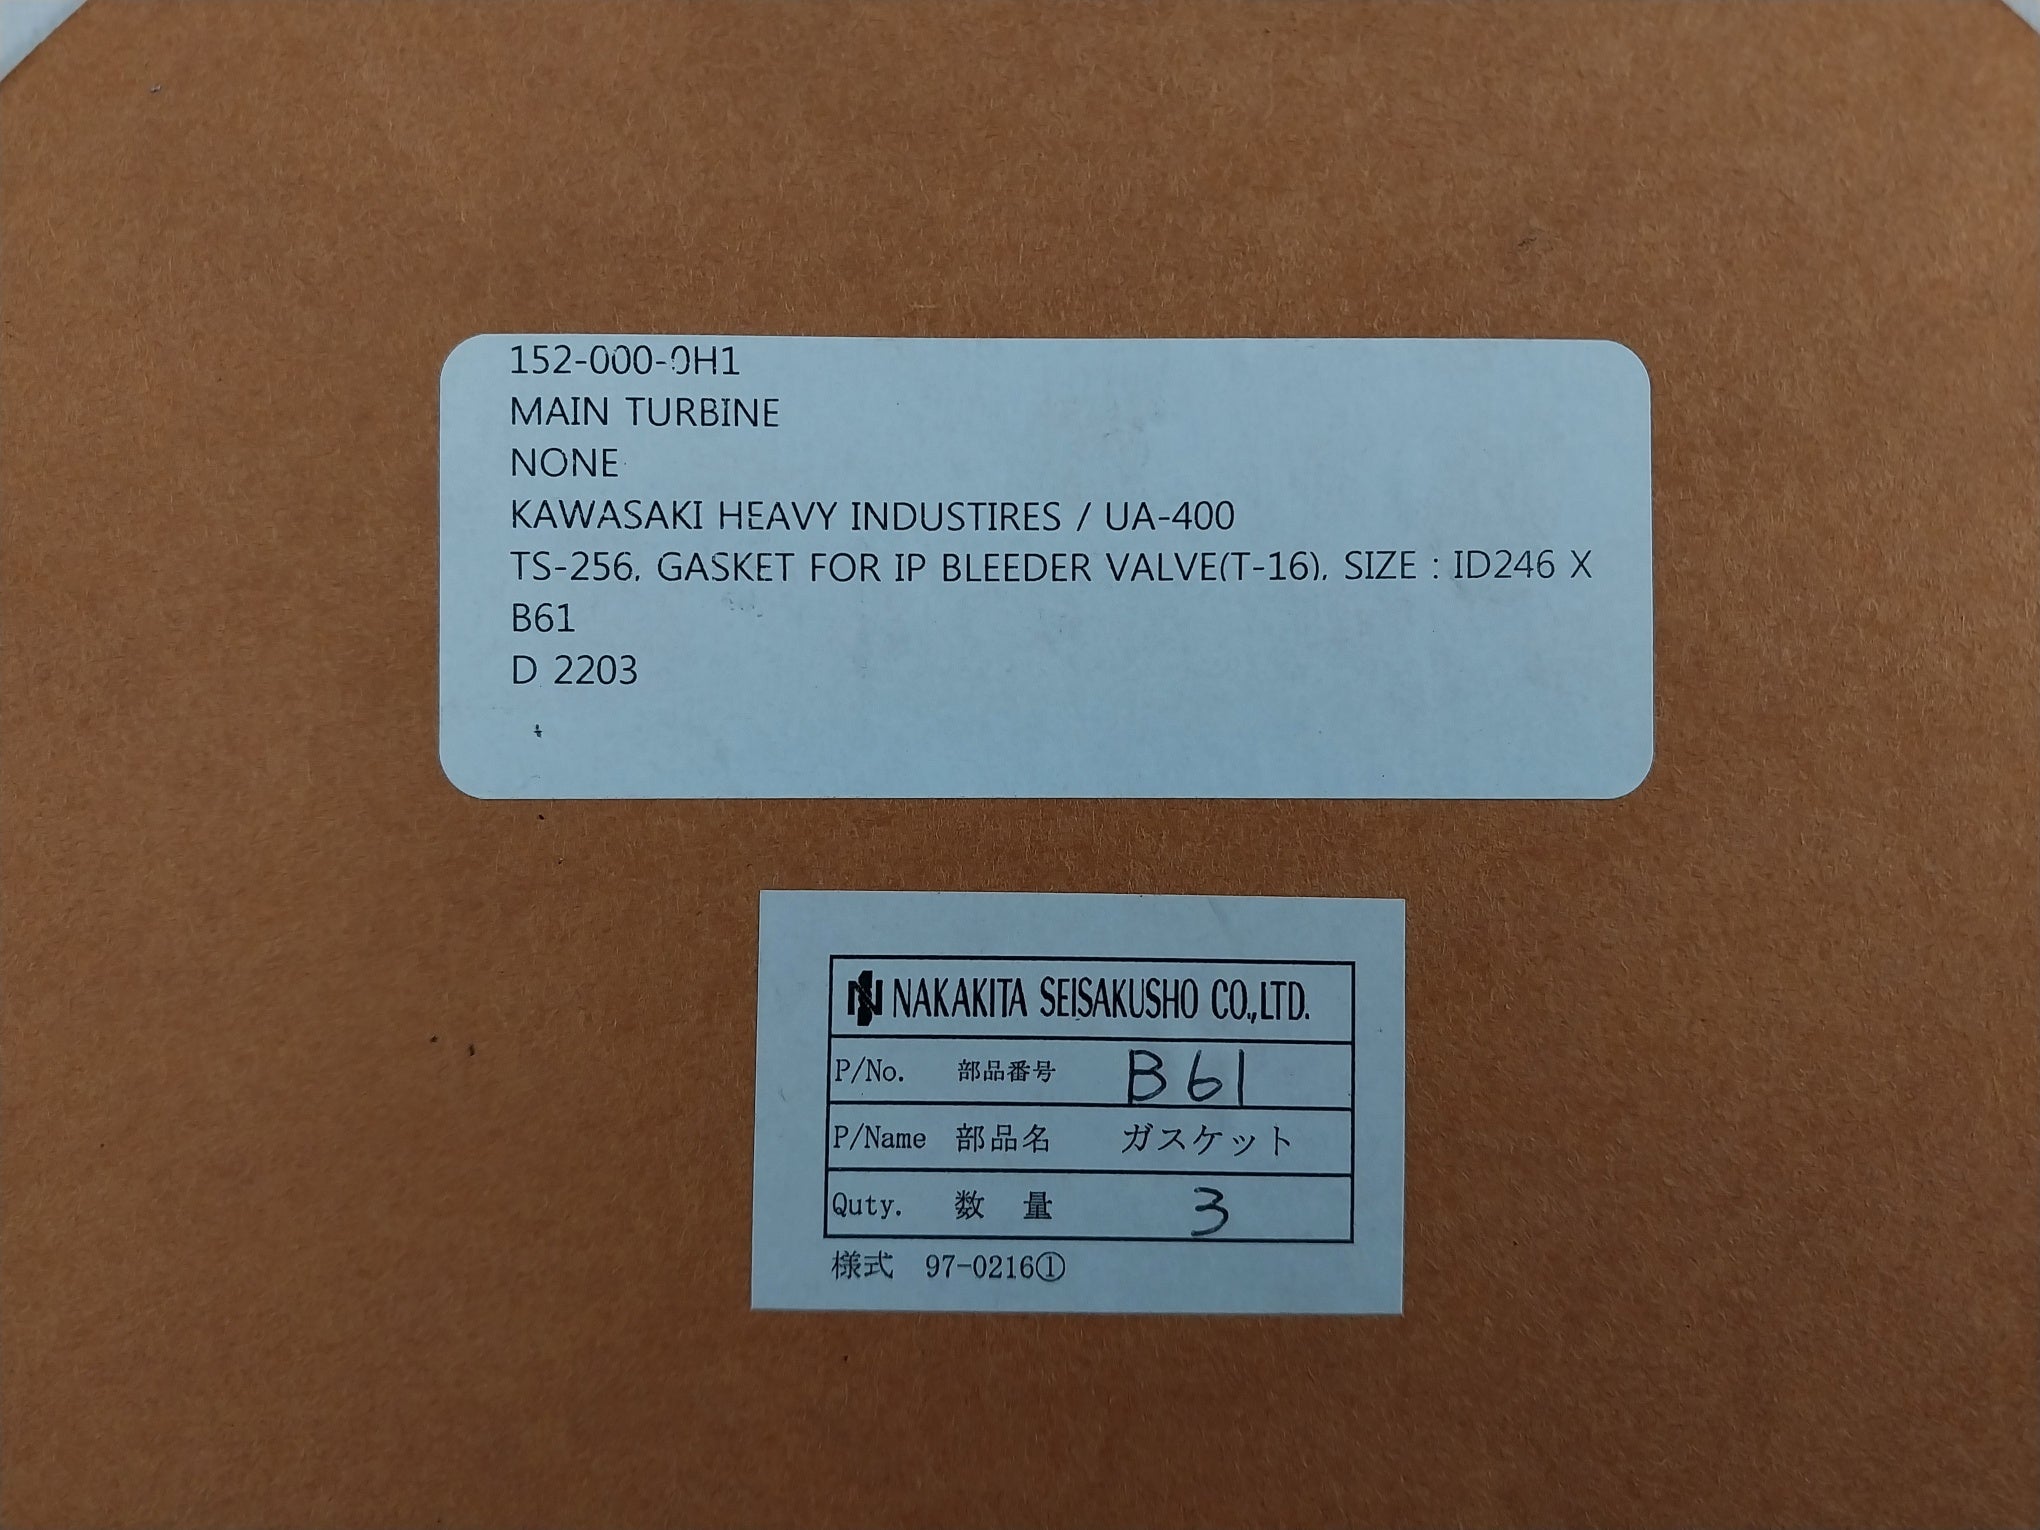 152-000-0H1
MAIN TURBINE
NONE
KAWASAKI HEAVY INDUSTIRES / UA-400
TS-256, GASKET FOR IP BLEEDER VALVE(T-16), SIZE : ID246 X
B61
D 2203
NAKAKITA SEISAKUSHO CO.,LTD.
P/No. 部品番号 B61
P/Name 部品名 ガスケット
Quty. 数 量 3
様式 97-0216①